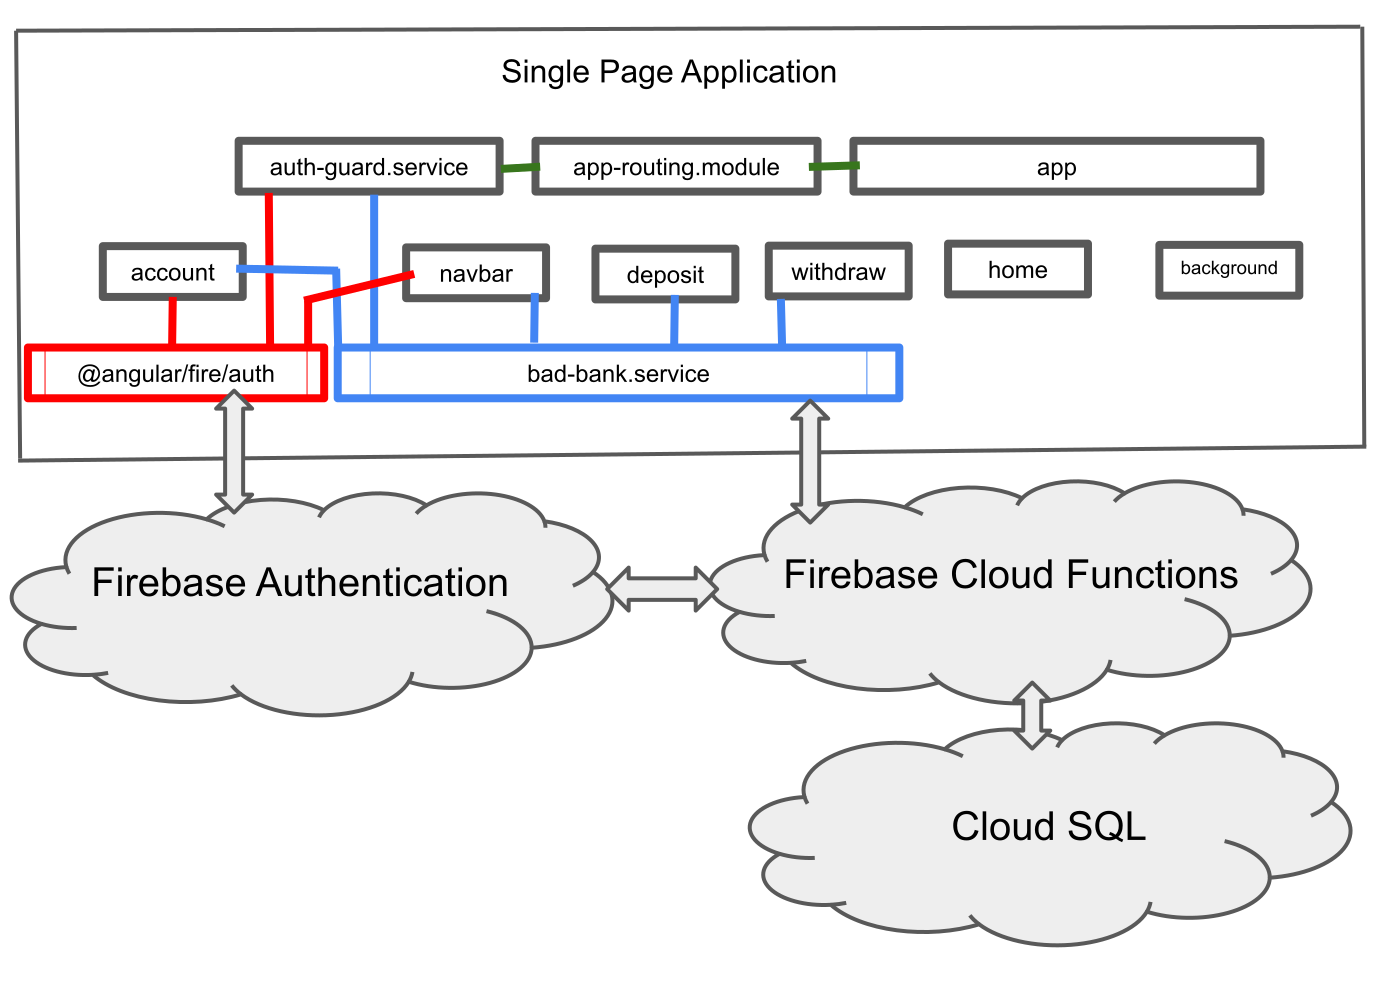 Single Page Application
auth-guard.service
app-routing.module
app
account
navbar
deposit
withdraw
home
background
@angular/fire/auth
bad-bank.service
Firebase Authentication
Firebase Cloud Functions
Cloud SQL